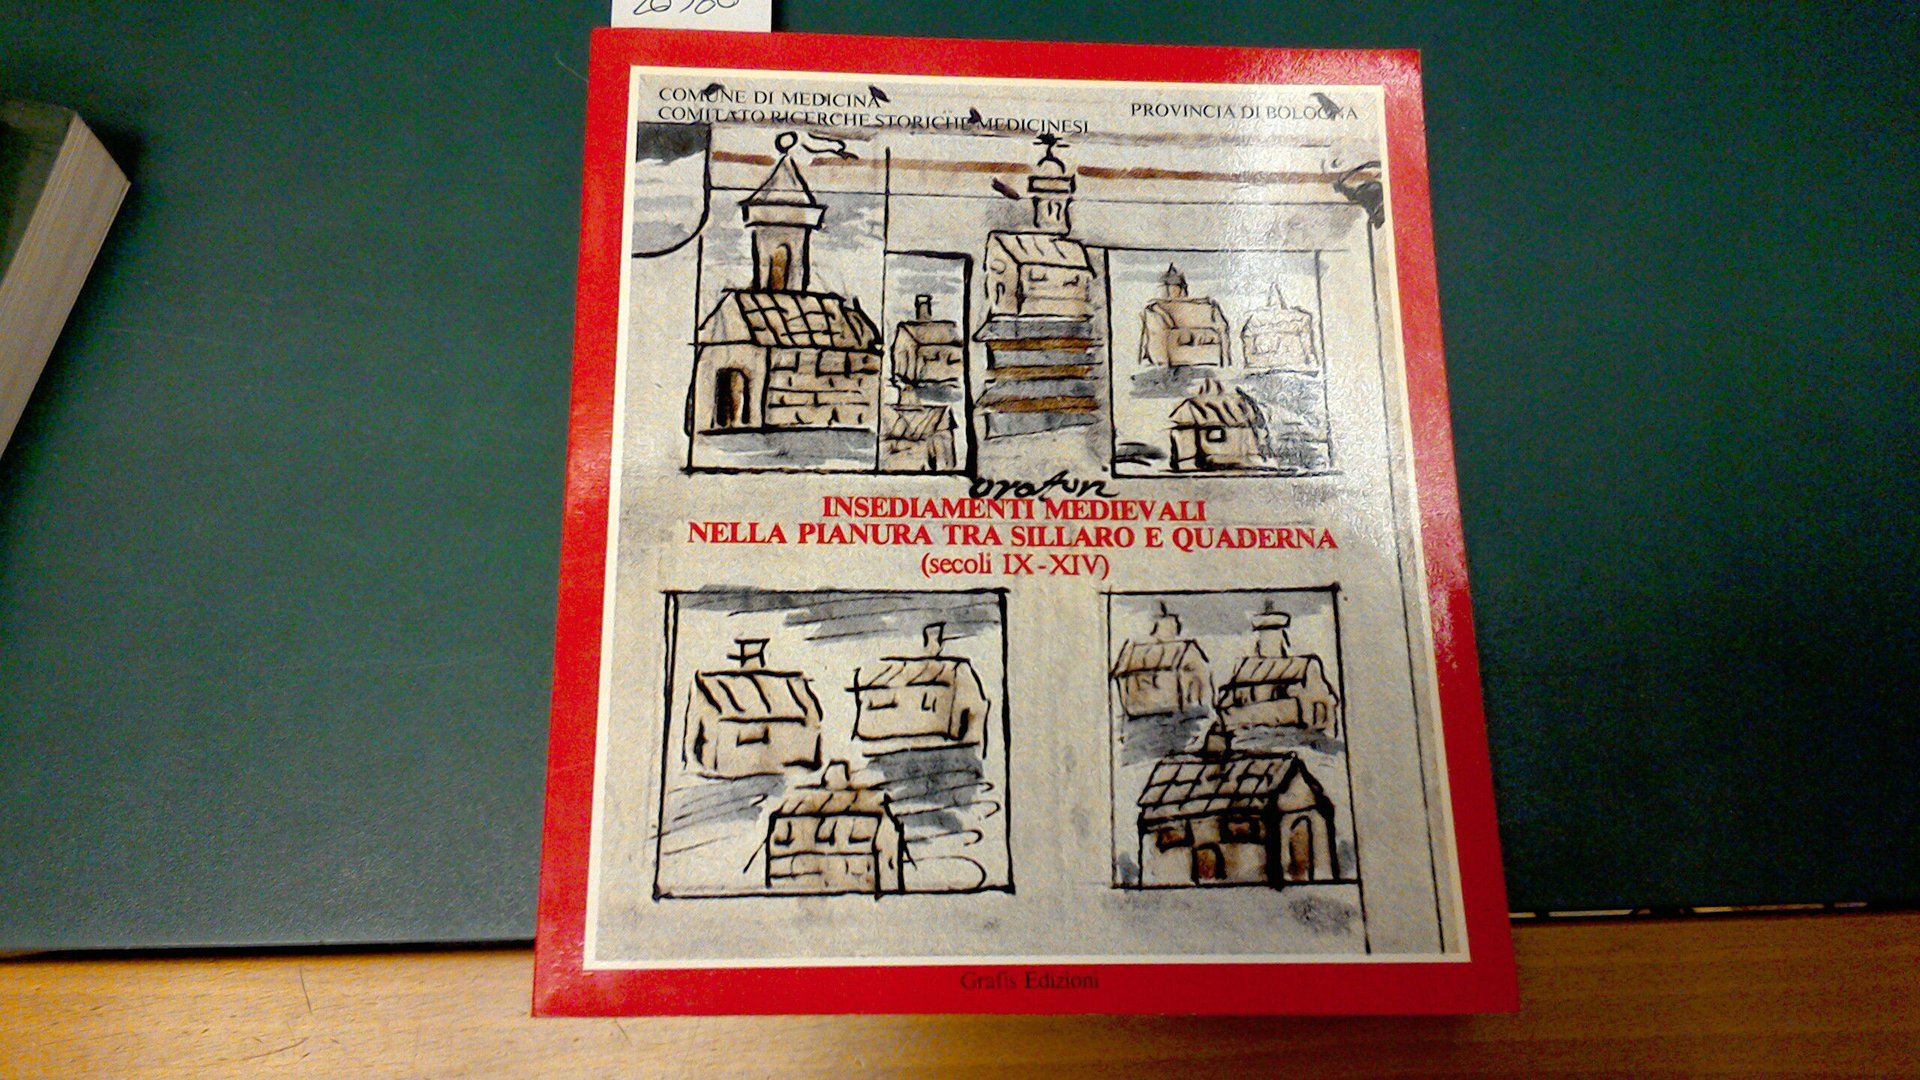 COMUNE DI MEDICINA
COMITATO RICERCHE STORICHE MEDICINESI
PROVINCIA DI BOLOGNA
INSEDIAMENTI MEDIEVALI
NELLA PIANURA TRA SILLARO E QUADERNA
(secoli IX-XIV)
Grafis Edizioni